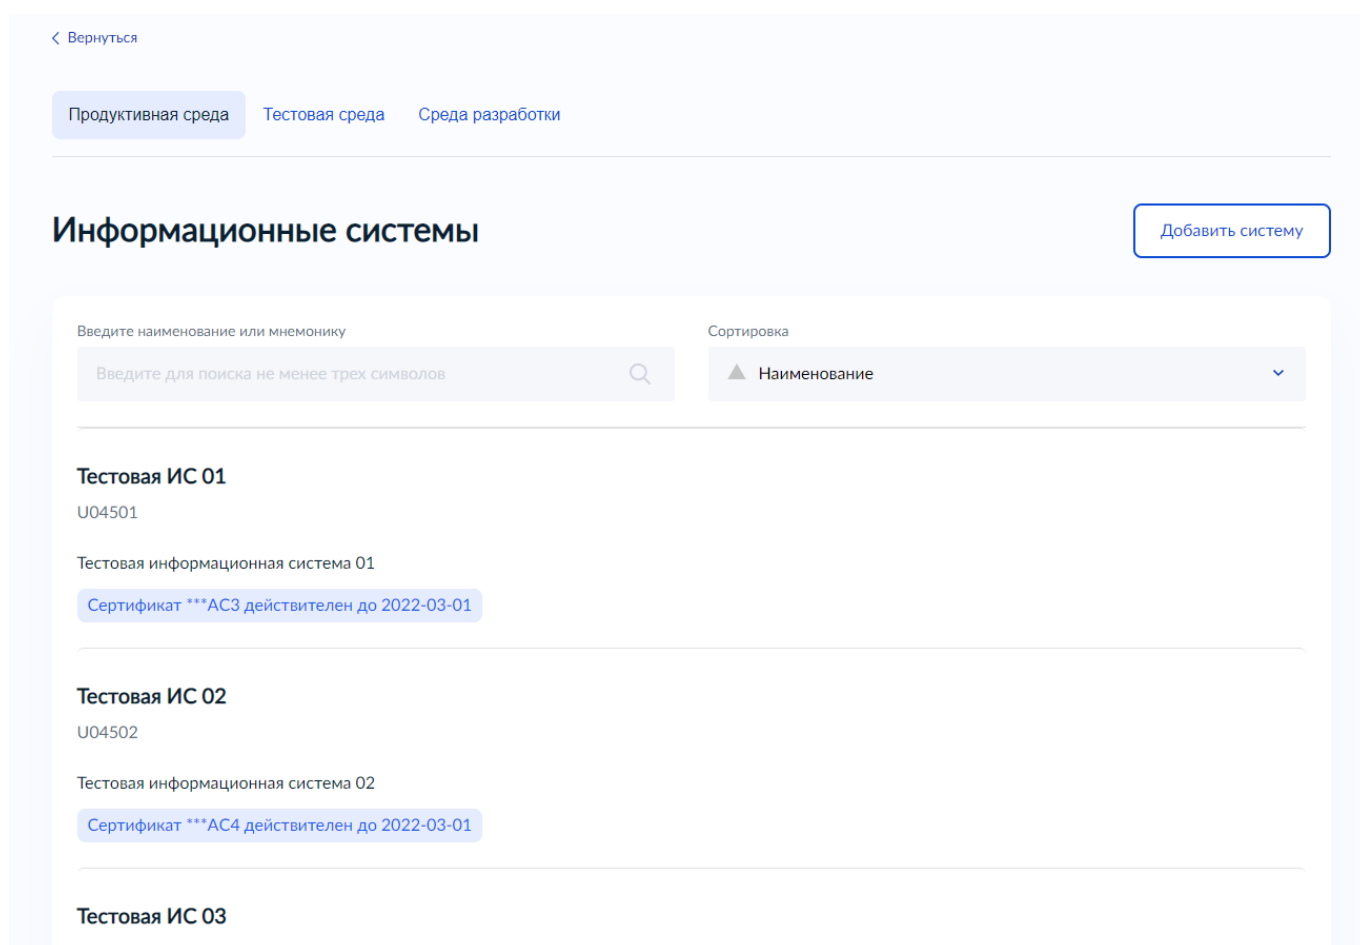 Вернуться
Продуктивная среда Тестовая среда Среда разработки
Информационные системы
Добавить систему
Введите наименование или мнемонику
Введите для поиска не менее трех символов
Сортировка
Наименование
Тестовая ИС 01
U04501
Тестовая информационная система 01
Сертификат ***AC3 действителен до 2022-03-01
Тестовая ИС 02
U04502
Тестовая информационная система 02
Сертификат ***AC4 действителен до 2022-03-01
Тестовая ИС 03